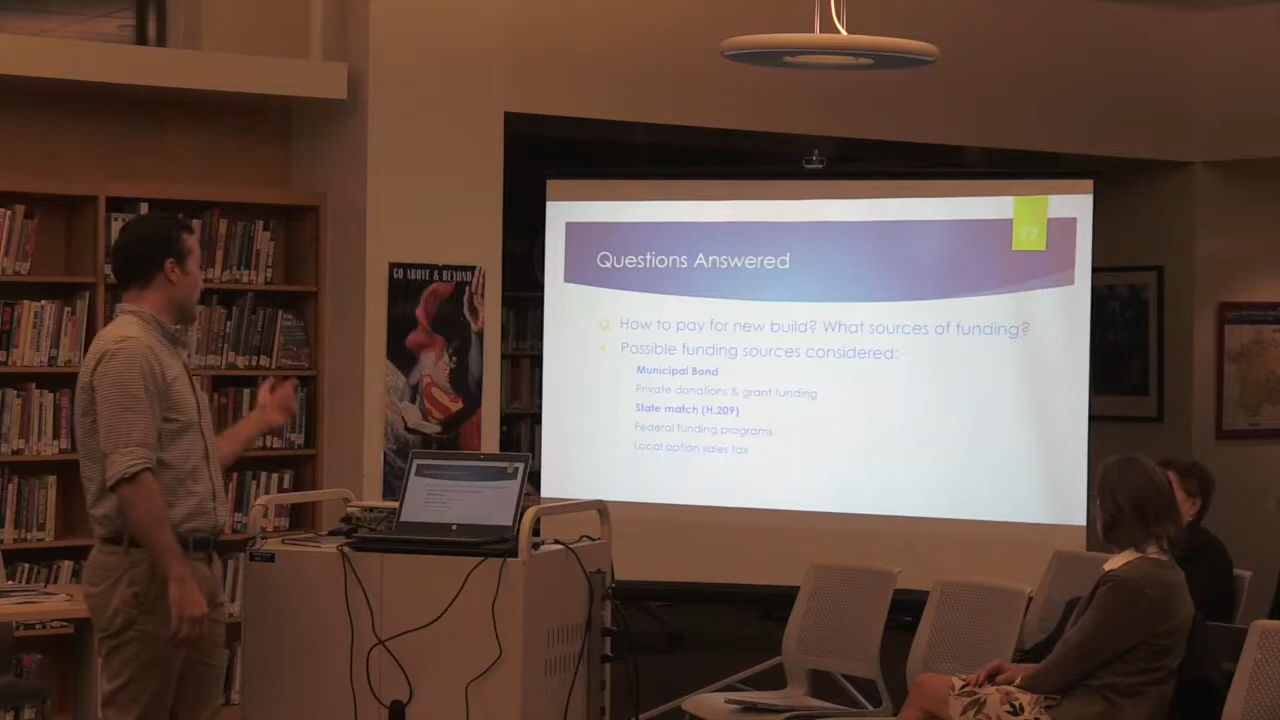 GO ABOVE & BEYOND
17
Questions Answered
Q. How to pay for new build? What sources of funding?
Possible funding sources considered:
Municipal Bond
Private donations & grant funding
State match (H.209)
Federal funding programs
Local option sales tax